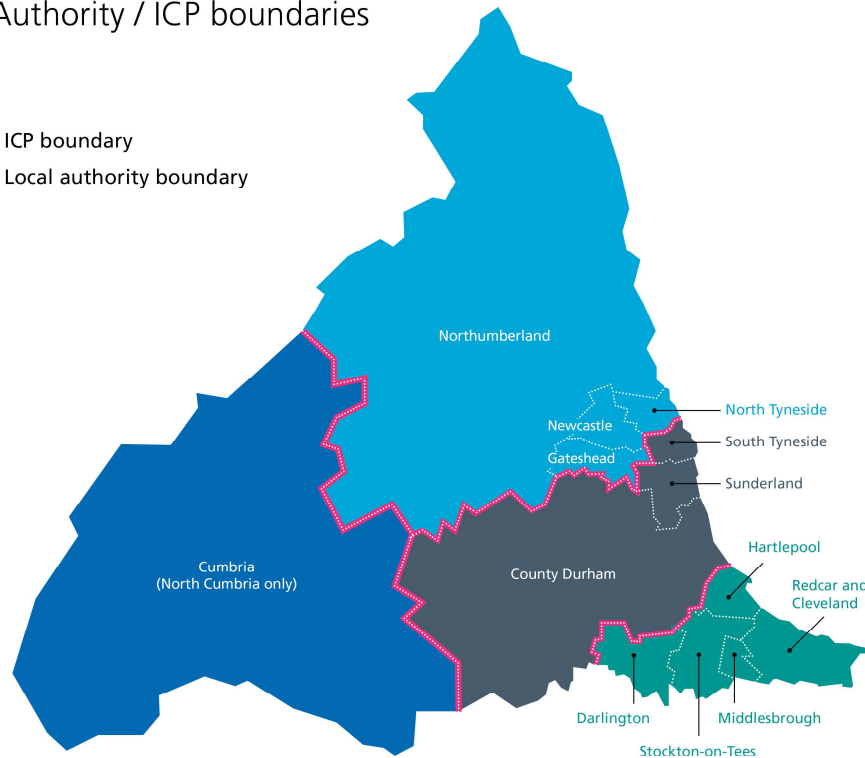 Authority / ICP boundaries
ICP boundary
Local authority boundary
Northumberland
North Tyneside
Newcastle
South Tyneside
Gateshead
Sunderland
Hartlepool
Cumbria
(North Cumbria only)
County Durham
Redcar and
Cleveland
Darlington
Middlesbrough
Stockton-on-Tees